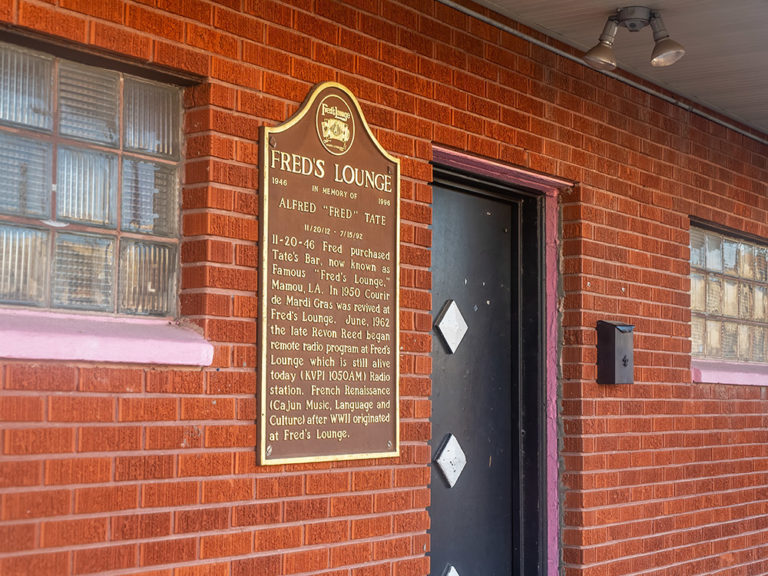 Fred's Lounge
FRED'S LOUNGE
1946 1996
IN MEMORY OF
ALFRED "FRED" TATE
11/20/12 - 7/15/92
11-20-46 Fred purchased
Tate's Bar, now known as
Famous "Fred's Lounge,"
Mamou, LA. In 1950 Courir
de Mardi Gras was revived at
Fred's Lounge. June, 1962
the late Revon Reed began
remote radio program at Fred's
Lounge which is still alive
today (KVPI 1050AM) Radio
station. French Renaissance
(Cajun Music, Language and
Culture) after WWII originated
at Fred's Lounge.